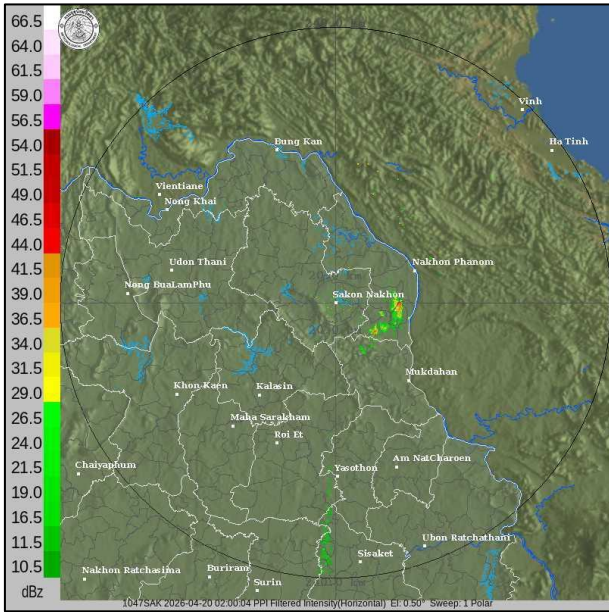 66.5
64.0
61.5
59.0
56.5
54.0
51.5
49.0
46.5
44.0
41.5
39.0
36.5
34.0
31.5
29.0
26.5
24.0
21.5
19.0
16.5
14.0
11.5
10.5
dBz
Vinh
Ha Tinh
Bung Kan
Vientiane
Nong Khai
Udon Thani
Nakhon Phanom
Nong BuaLamPhu
Sakon Nakhon
Mukdahan
Khon Kaen
Kalasin
Maha Sarakham
Roi Et
Chaiyaphum
Yasothon
Am NatCharoen
Ubon Ratchathani
Sisaket
Nakhon Ratchasima
Buriram
Surin
1047SAK 2026-04-20 02:00:04 PPI Filtered Intensity(Horizontal) El: 0.50° Sweep: 1 Polar